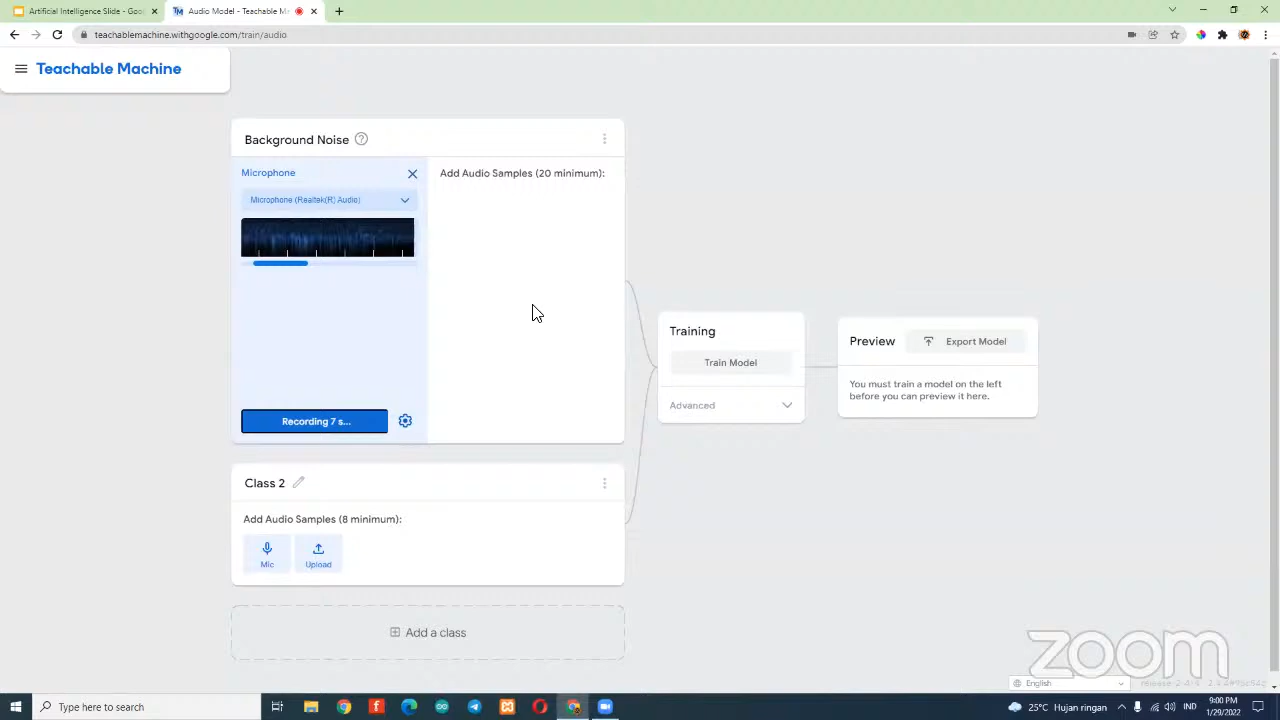 Artificial Intelligence Slide - Goo
Audio Model - Teachable Ma
teachablemachine.withgoogle.com/train/audio
Teachable Machine
Background Noise
Microphone
Add Audio Samples (20 minimum):
Microphone (Realtek(R) Audio)
Recording 7 s...
Training
Train Model
Advanced
Preview
Export Model
You must train a model on the left
before you can preview it here.
Class 2
Add Audio Samples (8 minimum):
Mic
Upload
Add a class
zoom
English
Type here to search
25°C Hujan ringan
IND
9:00 PM
1/29/2022